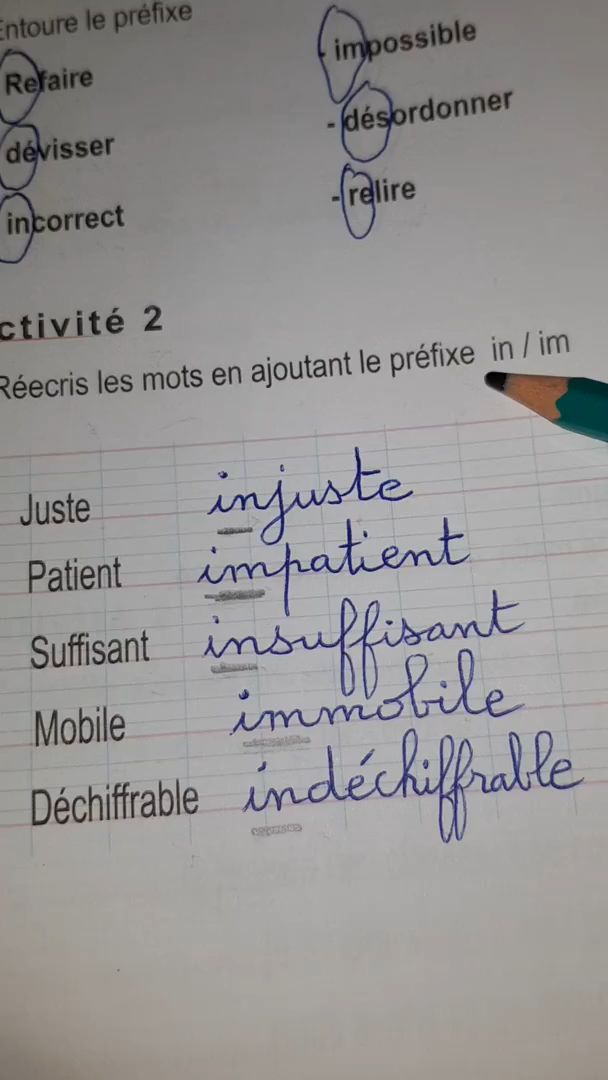 Entoure le préfixe
Refaire - impossible
dévisser - désordonner
incorrect - relire
ctivité 2
Réecris les mots en ajoutant le préfixe in / im
Juste injuste
Patient impatient
Suffisant insuffisant
Mobile immobile
Déchiffrable indéchiffrable